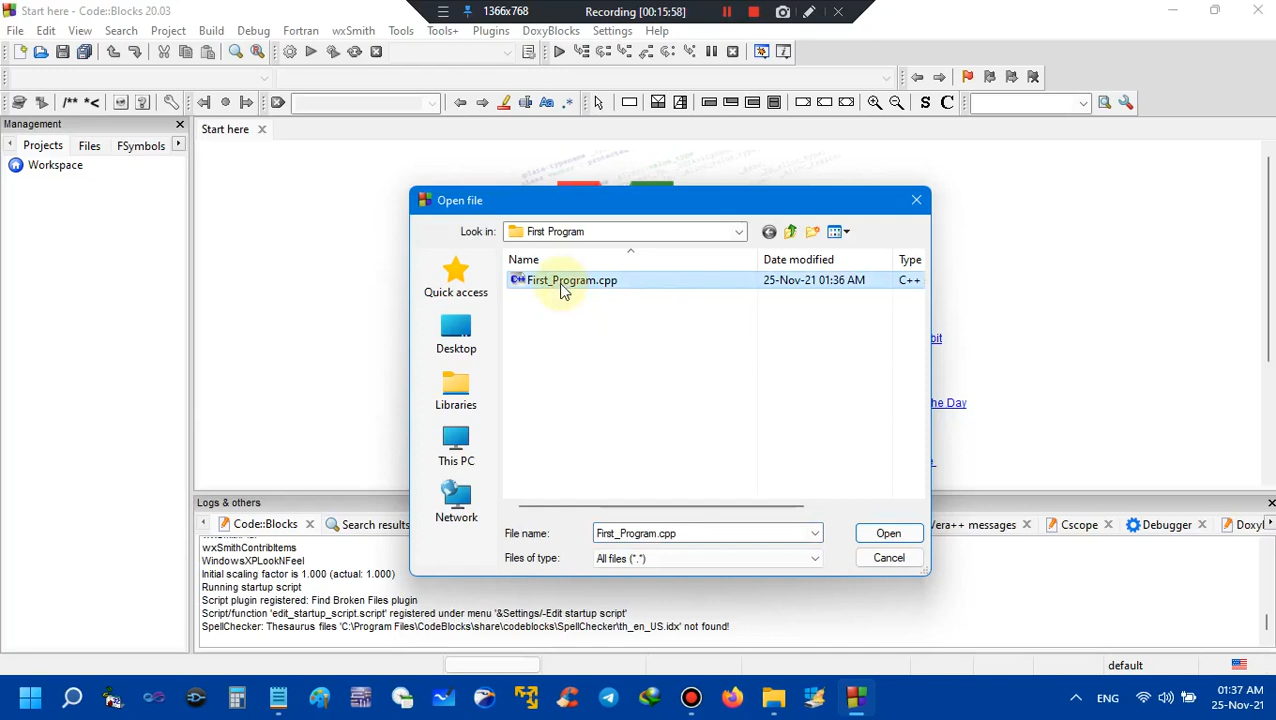 Start here - Code::Blocks 20.03
1366x768
Recording [00:15:58]
File Edit View Search Project Build Debug Fortran wxSmith Tools Tools+ Plugins DoxyBlocks Settings Help
Management
Projects Files FSymbols
Workspace
Start here
Open file
Look in: First Program
Name Date modified Type
First_Program.cpp 25-Nov-21 01:36 AM C++
Quick access
Desktop
Libraries
This PC
Network
he Day
File name: First_Program.cpp Open
Files of type: All files (*.*) Cancel
Logs & others
Code::Blocks Search results Vera++ messages Cscope Debugger Doxyl
wxSmithContribItems
WindowsXPLookNFeel
Initial scaling factor is 1.000 (actual: 1.000)
Running startup script
Script plugin registered: Find Broken Files plugin
Script/function 'edit_startup_script.script' registered under menu '&Settings/-Edit startup script'
SpellChecker: Thesaurus files 'C:\Program Files\CodeBlocks\share\codeblocks\SpellChecker\th_en_US.idx' not found!
default
ENG
01:37 AM
25-Nov-21